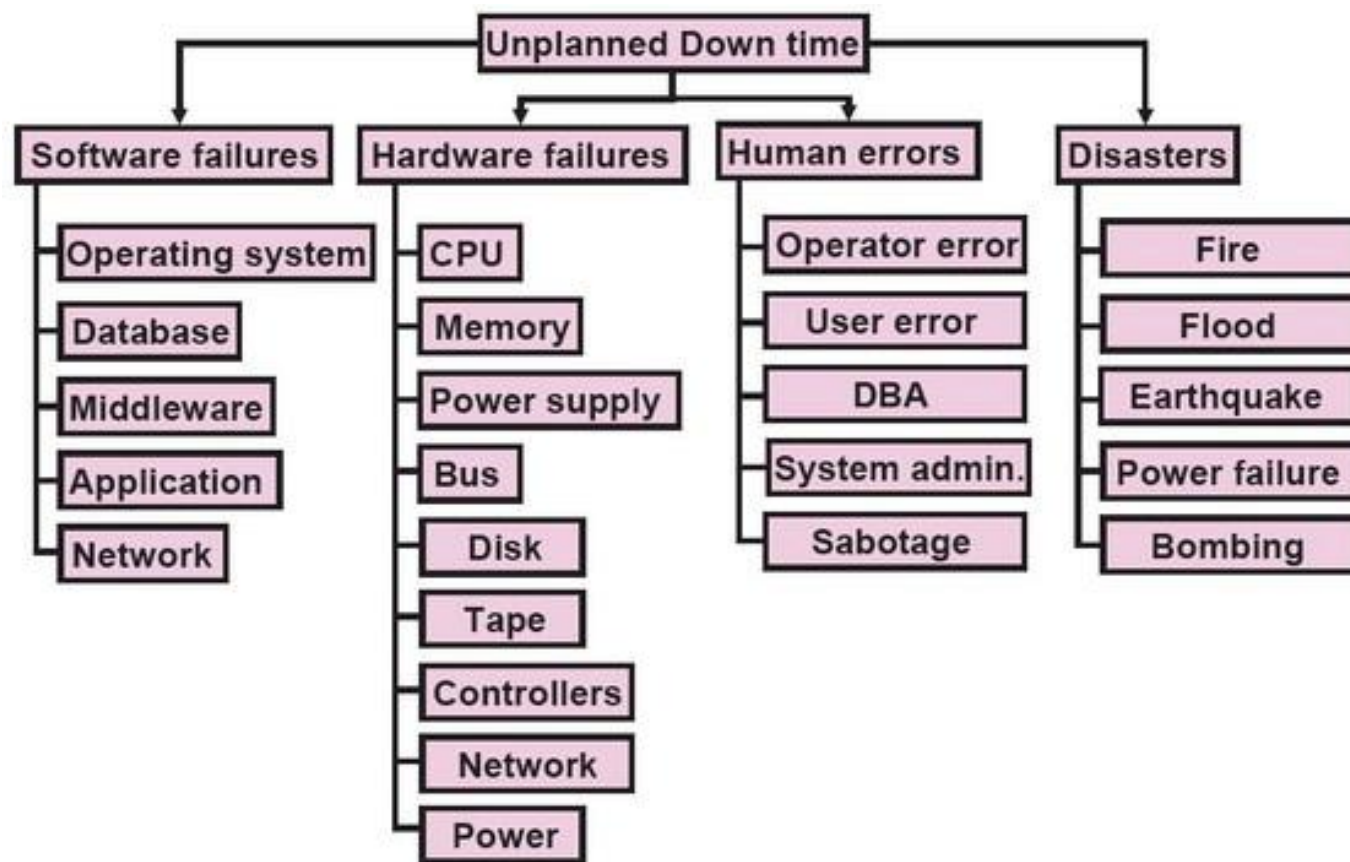 Unplanned Down time
Software failures
Operating system
Database
Middleware
Application
Network
Hardware failures
CPU
Memory
Power supply
Bus
Disk
Tape
Controllers
Network
Power
Human errors
Operator error
User error
DBA
System admin.
Sabotage
Disasters
Fire
Flood
Earthquake
Power failure
Bombing